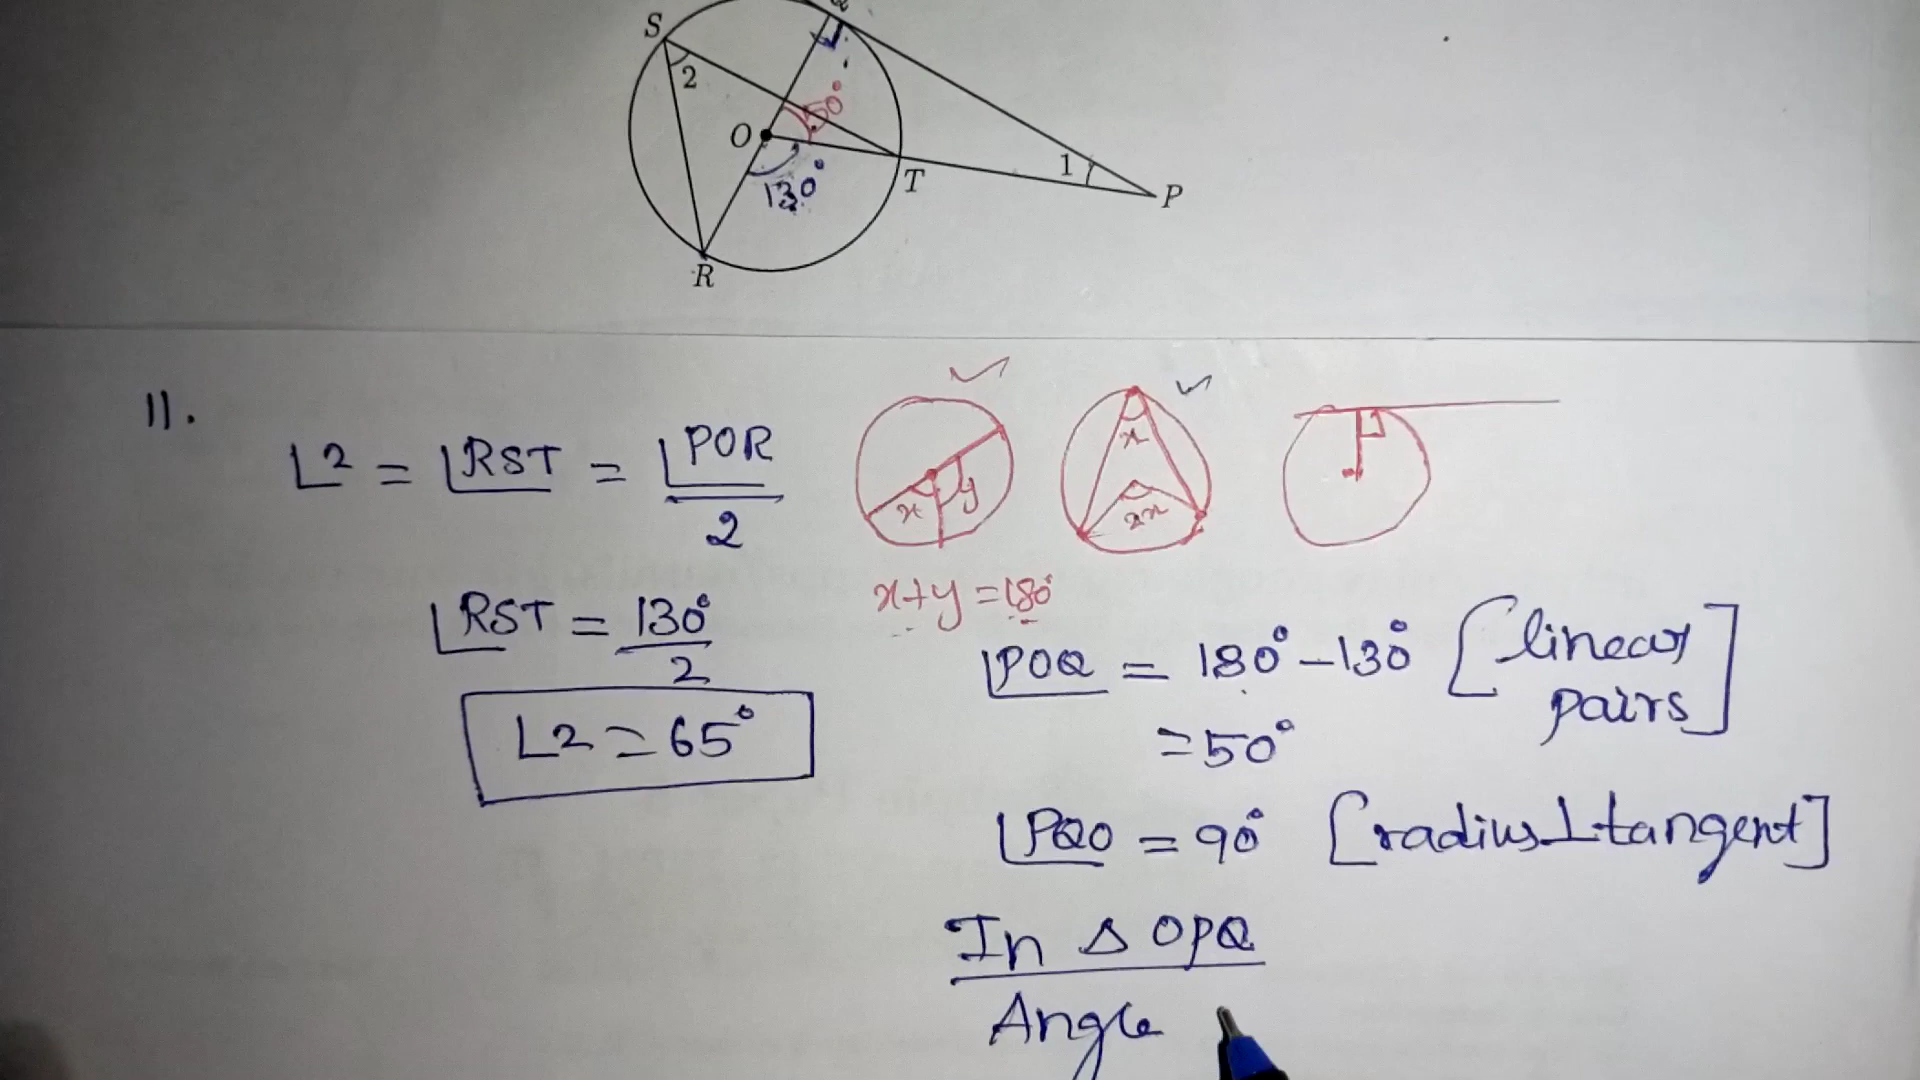 S
2
50°
O
130°
1
T
P
R
11.
∠2 = ∠RST = ∠POR / 2
x
y
x
2x
x+y=180°
∠RST = 130° / 2
∠2 = 65°
∠POQ = 180° - 130° [linear pairs]
= 50°
∠PQO = 90° [radius ⊥ tangent]
In Δ OPQ
Angle